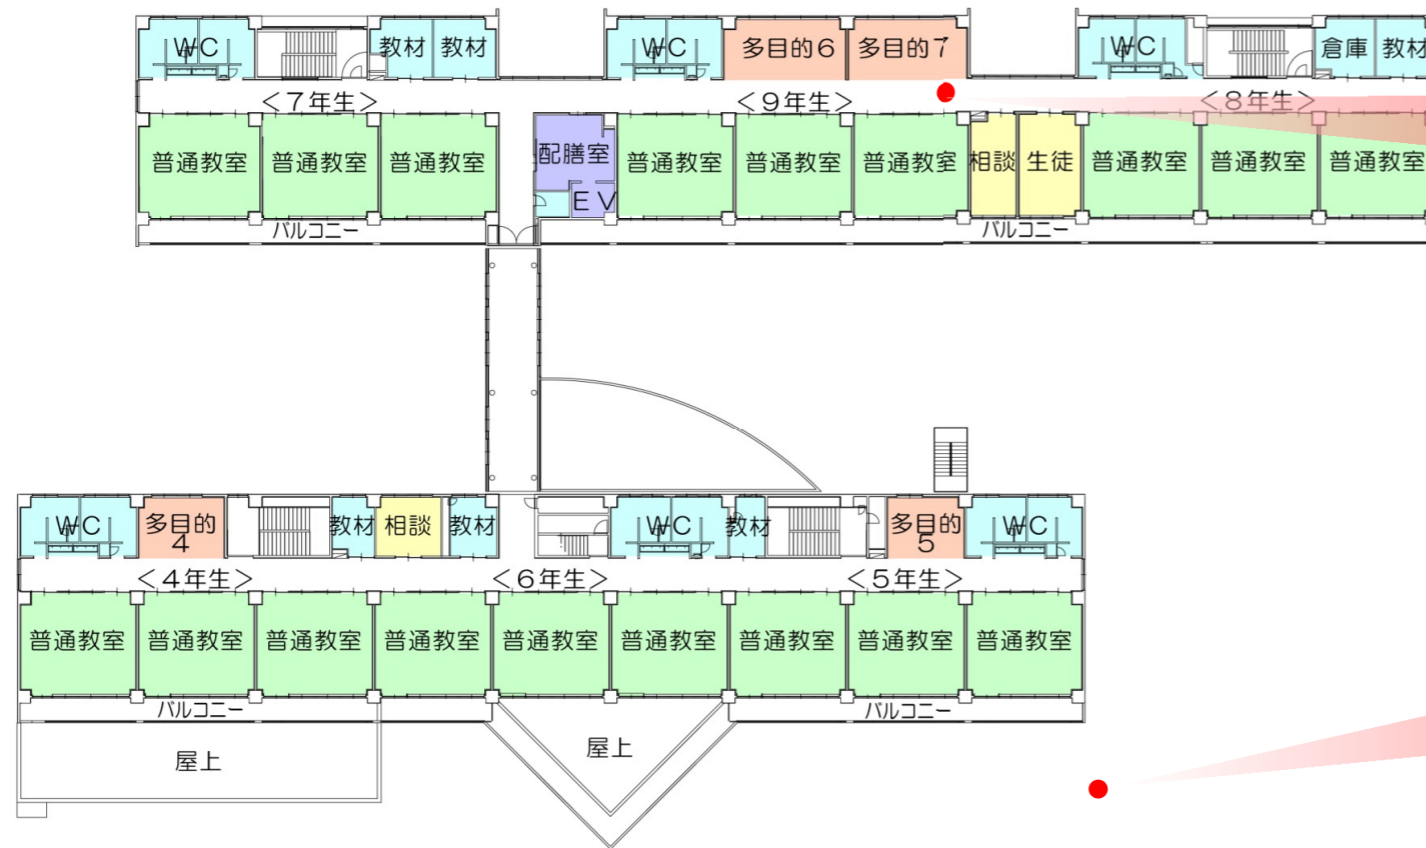 WC
教材
教材
WC
多目的6
多目的7
WC
倉庫
教材
＜7年生＞
＜9年生＞
＜8年生＞
普通教室
普通教室
普通教室
配膳室
EV
普通教室
普通教室
普通教室
相談
生徒
普通教室
普通教室
普通教室
バルコニー
バルコニー
WC
多目的
4
教材
相談
教材
WC
教材
多目的
5
WC
＜4年生＞
＜6年生＞
＜5年生＞
普通教室
普通教室
普通教室
普通教室
普通教室
普通教室
普通教室
普通教室
普通教室
バルコニー
バルコニー
屋上
屋上